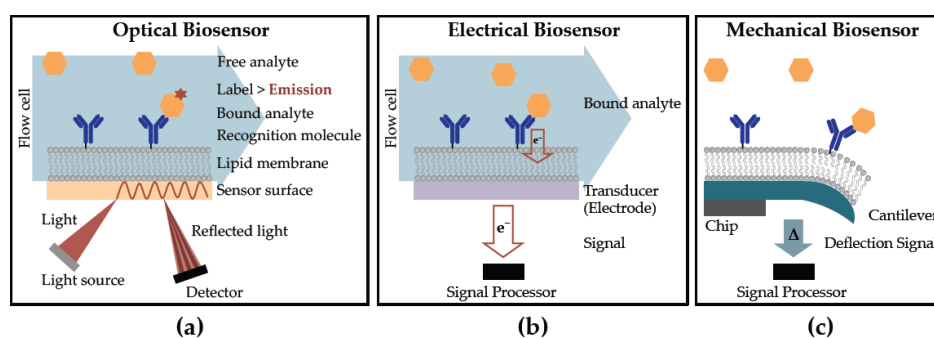 Optical Biosensor
Flow cell
Free analyte
Label > Emission
Bound analyte
Recognition molecule
Lipid membrane
Sensor surface
Light
Reflected light
Light source
Detector
(a)
Electrical Biosensor
Flow cell
Bound analyte
e⁻
Transducer
(Electrode)
e⁻
Signal
Signal Processor
(b)
Mechanical Biosensor
Cantilever
Chip
Δ
Deflection Signal
Signal Processor
(c)